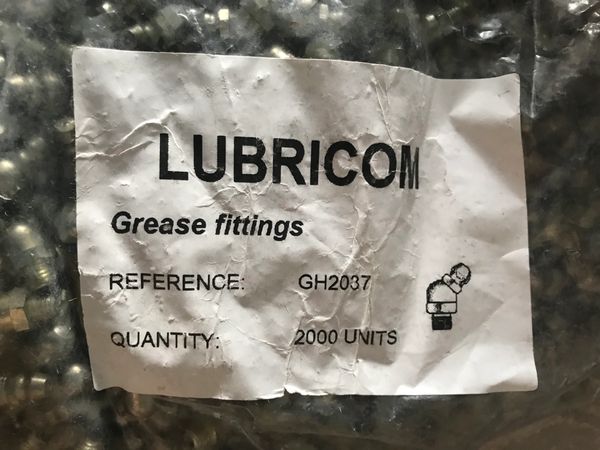 LUBRICOM
Grease fittings
REFERENCE: GH2037
QUANTITY: 2000 UNITS